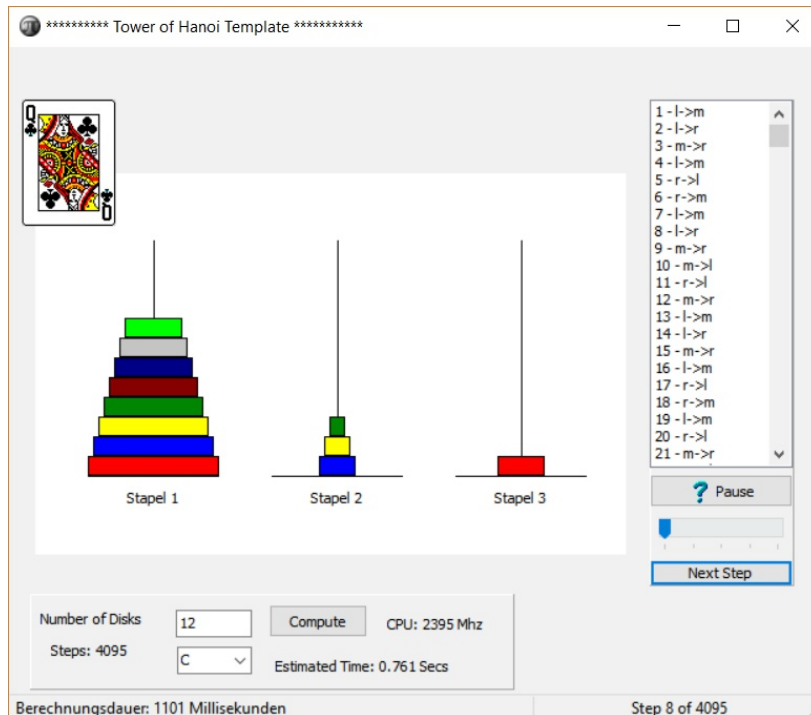 ********** Tower of Hanoi Template ***********
Q
Q
1 - l->m
2 - l->r
3 - m->r
4 - l->m
5 - r->l
6 - r->m
7 - l->m
8 - l->r
9 - m->r
10 - m->l
11 - r->l
12 - m->r
13 - l->m
14 - l->r
15 - m->r
16 - l->m
17 - r->l
18 - r->m
19 - l->m
20 - r->l
21 - m->r
Stapel 1
Stapel 2
Stapel 3
? Pause
Next Step
Number of Disks
12
Compute
CPU: 2395 Mhz
Steps: 4095
C
Estimated Time: 0.761 Secs
Berechnungsdauer: 1101 Millisekunden
Step 8 of 4095